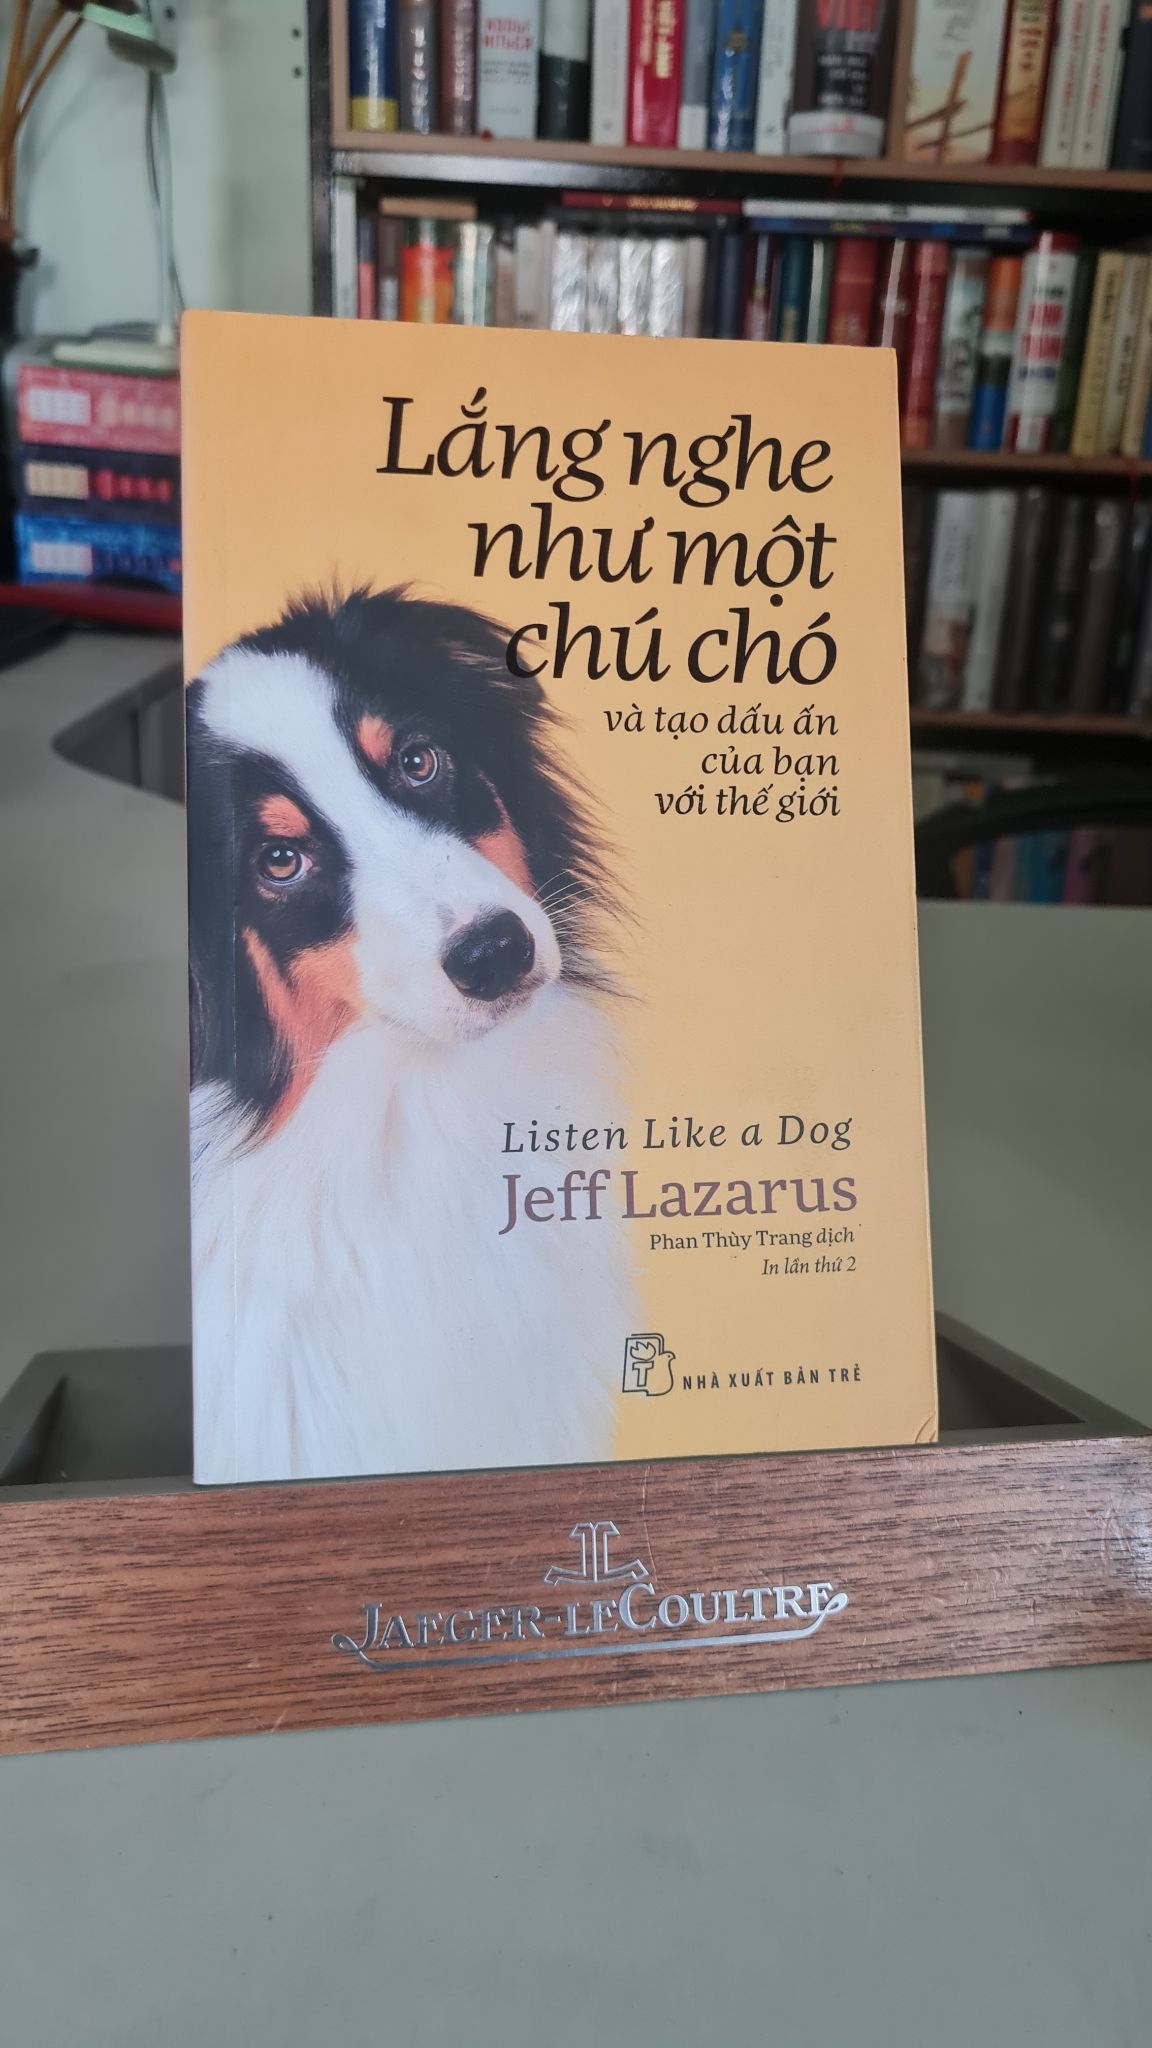 Lắng nghe
như một
chú chó
và tạo dấu ấn
của bạn
với thế giới
Listen Like a Dog
Jeff Lazarus
Phan Thùy Trang dịch
In lần thứ 2
T
NHÀ XUẤT BẢN TRẺ
JAEGER-LECOULTRE